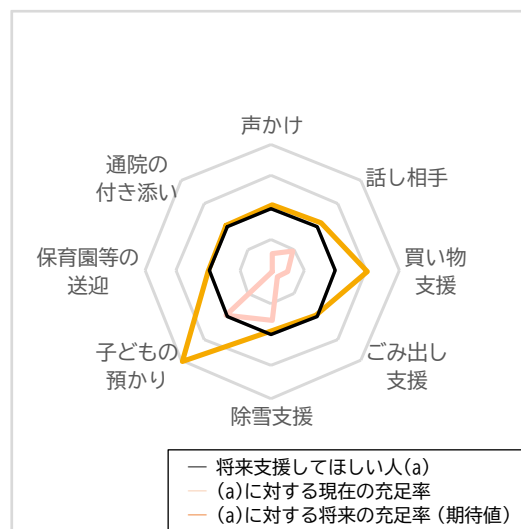 声かけ
通院の
付き添い
話し相手
保育園等の
送迎
買い物
支援
子どもの
預かり
ごみ出し
支援
除雪支援
将来支援してほしい人(a)
(a)に対する現在の充足率
(a)に対する将来の充足率(期待値)